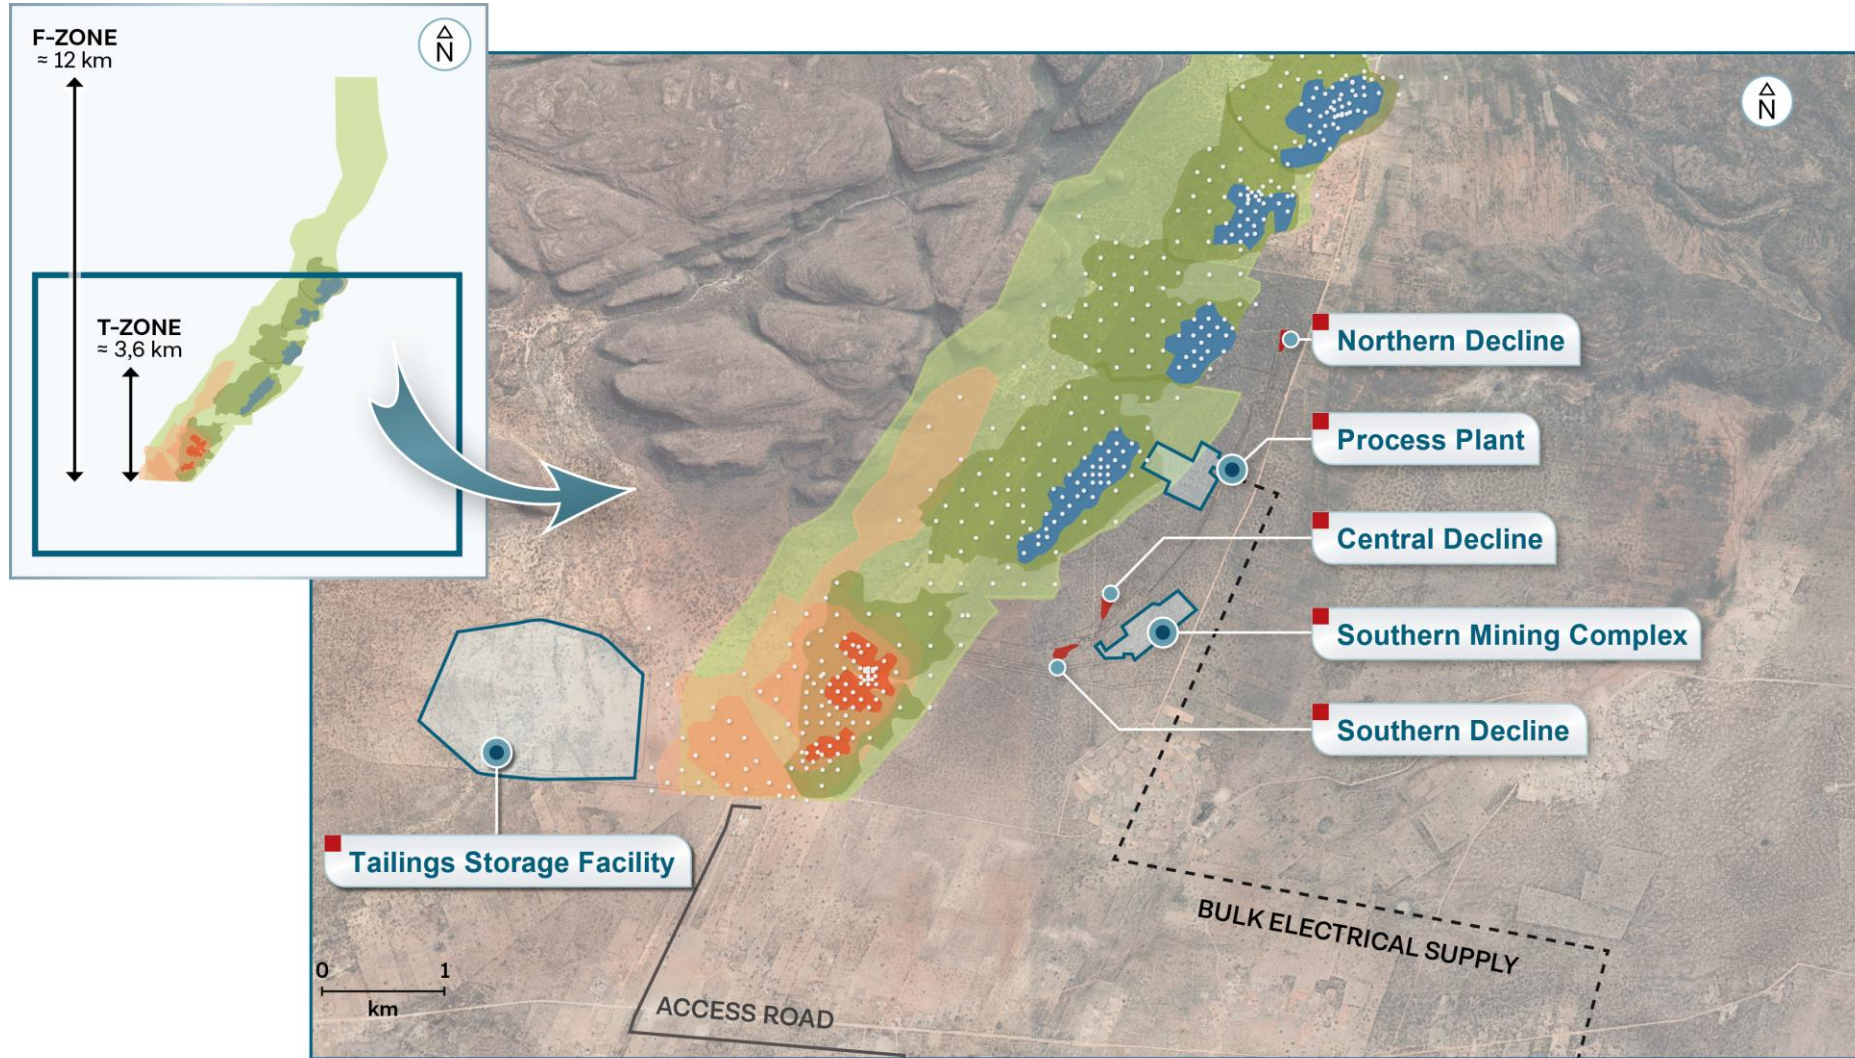 F-ZONE
≈ 12 km
N
T-ZONE
≈ 3,6 km
N
Northern Decline
Process Plant
Central Decline
Southern Mining Complex
Southern Decline
Tailings Storage Facility
BULK ELECTRICAL SUPPLY
0 1
km
ACCESS ROAD